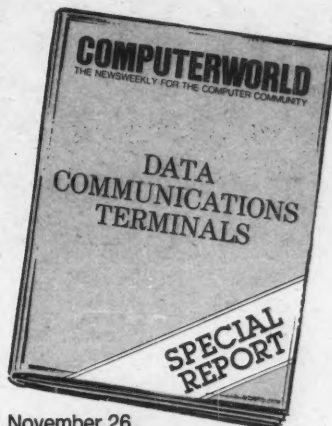 COMPUTERWORLD
THE NEWSWEEKLY FOR THE COMPUTER COMMUNITY
DATA
COMMUNICATIONS
TERMINALS
SPECIAL
REPORT
November 26